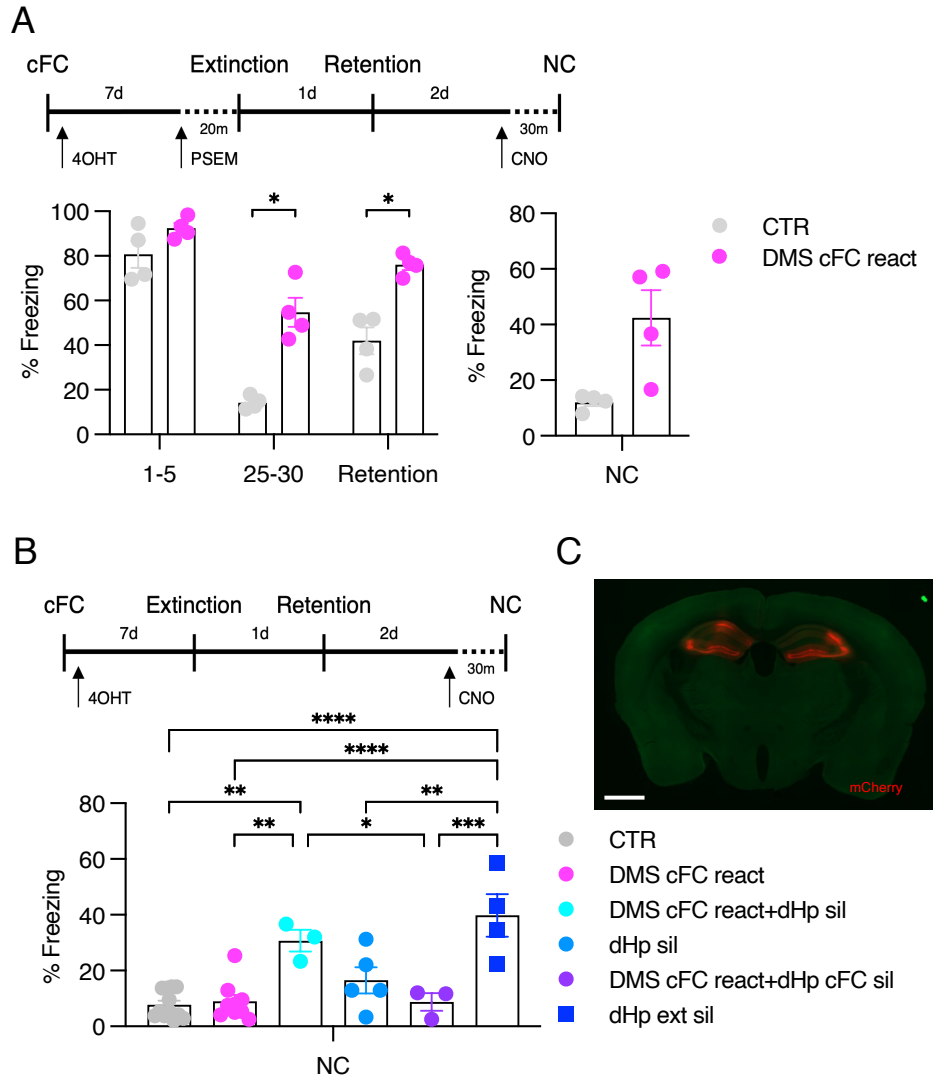 A
cFC Extinction Retention NC
7d 1d 2d
20m 30m
4OHT PSEM CNO
* *
100
80
60
40
20
0
% Freezing
1-5 25-30 Retention
80
60
40
20
0
% Freezing
NC
CTR
DMS cFC react
B
cFC Extinction Retention NC
7d 1d 2d
30m
4OHT CNO
****
****
** **
** * ***
80
60
40
20
0
% Freezing
NC
C
mCherry
CTR
DMS cFC react
DMS cFC react+dHp sil
dHp sil
DMS cFC react+dHp cFC sil
dHp ext sil